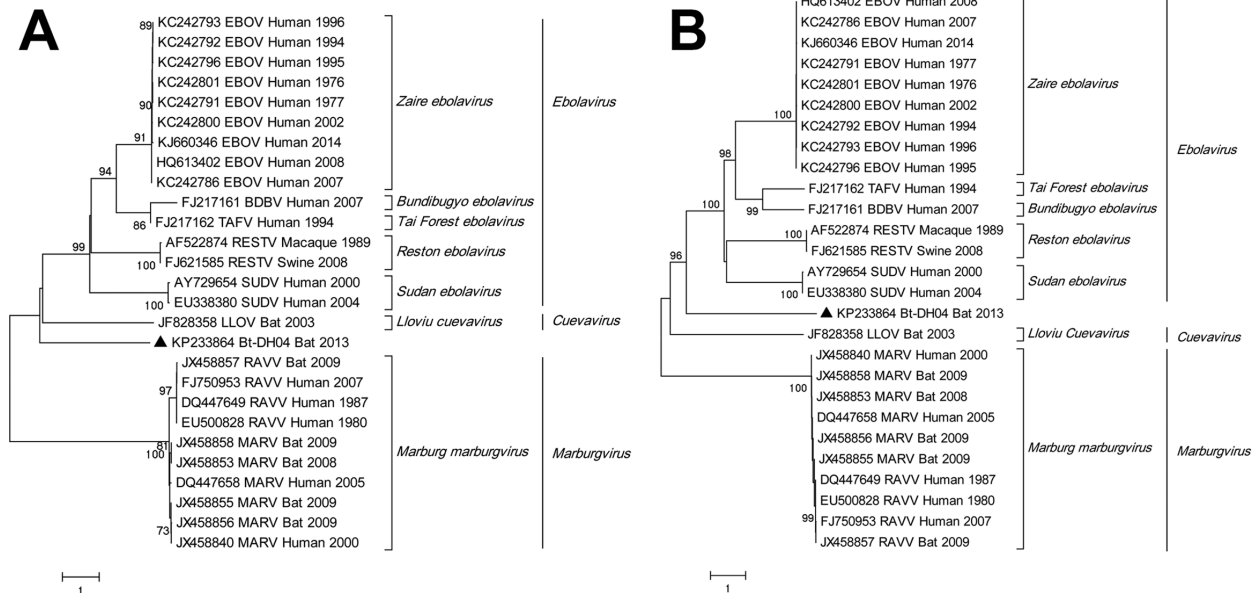 A
89
KC242793 EBOV Human 1996
KC242792 EBOV Human 1994
KC242796 EBOV Human 1995
KC242801 EBOV Human 1976
90
KC242791 EBOV Human 1977
Zaire ebolavirus
Ebolavirus
KC242800 EBOV Human 2002
91
KJ660346 EBOV Human 2014
HQ613402 EBOV Human 2008
94
KC242786 EBOV Human 2007
FJ217161 BDBV Human 2007
Bundibugyo ebolavirus
86
FJ217162 TAFV Human 1994
Tai Forest ebolavirus
99
AF522874 RESTV Macaque 1989
Reston ebolavirus
100
FJ621585 RESTV Swine 2008
AY729654 SUDV Human 2000
Sudan ebolavirus
100
EU338380 SUDV Human 2004
JF828358 LLOV Bat 2003
Lloviu cuevavirus
Cuevavirus
KP233864 Bt-DH04 Bat 2013
JX458857 RAVV Bat 2009
97
FJ750953 RAVV Human 2007
DQ447649 RAVV Human 1987
EU500828 RAVV Human 1980
81
100
JX458858 MARV Bat 2009
Marburg marburgvirus
Marburgvirus
JX458853 MARV Bat 2008
DQ447658 MARV Human 2005
JX458855 MARV Bat 2009
JX458856 MARV Bat 2009
73
JX458840 MARV Human 2000
1
B
HQ613402 EBOV Human 2008
KC242786 EBOV Human 2007
KJ660346 EBOV Human 2014
KC242791 EBOV Human 1977
KC242801 EBOV Human 1976
Zaire ebolavirus
KC242800 EBOV Human 2002
100
KC242792 EBOV Human 1994
KC242793 EBOV Human 1996
Ebolavirus
98
KC242796 EBOV Human 1995
FJ217162 TAFV Human 1994
Tai Forest ebolavirus
100
99
FJ217161 BDBV Human 2007
Bundibugyo ebolavirus
100
AF522874 RESTV Macaque 1989
Reston ebolavirus
FJ621585 RESTV Swine 2008
96
AY729654 SUDV Human 2000
Sudan ebolavirus
100
EU338380 SUDV Human 2004
KP233864 Bt-DH04 Bat 2013
JF828358 LLOV Bat 2003
Lloviu Cuevavirus
Cuevavirus
JX458840 MARV Human 2000
100
JX458858 MARV Bat 2009
JX458853 MARV Bat 2008
DQ447658 MARV Human 2005
JX458856 MARV Bat 2009
Marburg marburgvirus
Marburgvirus
JX458855 MARV Bat 2009
DQ447649 RAVV Human 1987
EU500828 RAVV Human 1980
99
FJ750953 RAVV Human 2007
JX458857 RAVV Bat 2009
1